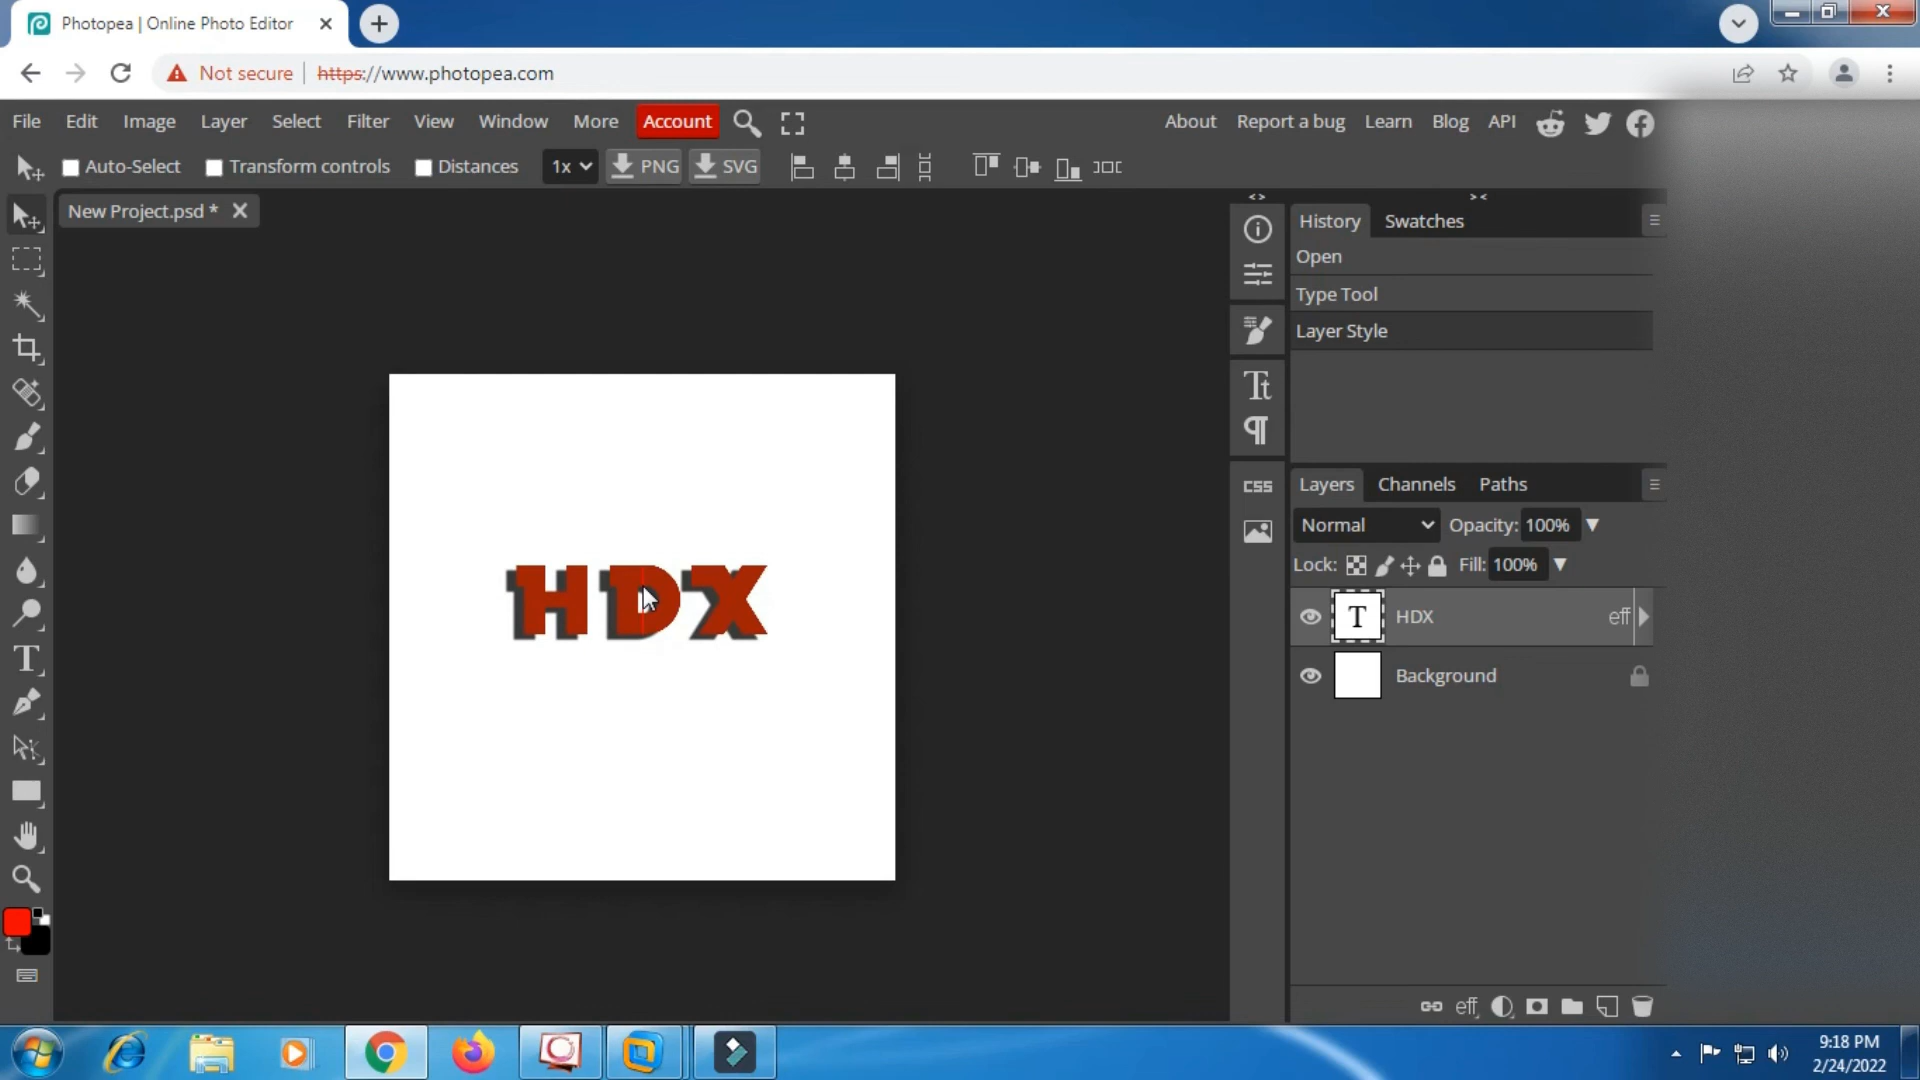 Photopea | Online Photo Editor
Not secure https://www.photopea.com
File Edit Image Layer Select Filter View Window More Account About Report a bug Learn Blog API
Auto-Select Transform controls Distances 1x PNG SVG
New Project.psd *
History Swatches
Open
Type Tool
Layer Style
Tt
CSS
HDX
Layers Channels Paths
Normal Opacity: 100%
Lock: Fill: 100%
T HDX eff
Background
T
eff
9:18 PM
2/24/2022